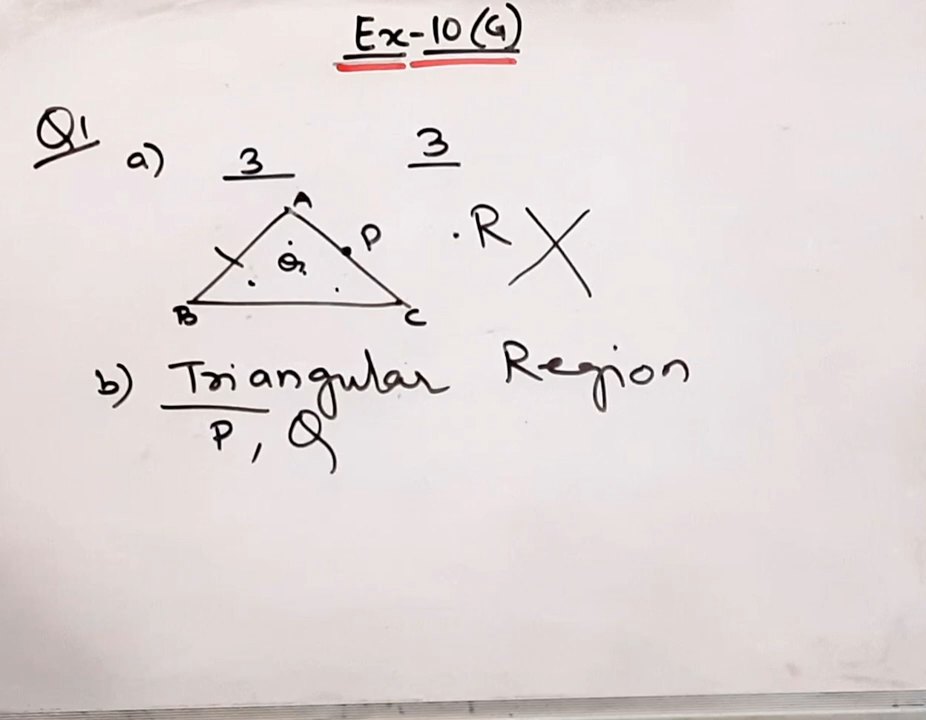 Ex-10(G)
Q1
a) 3 3
A
P
.R
Q
B
C
b) Triangular Region
P, Q